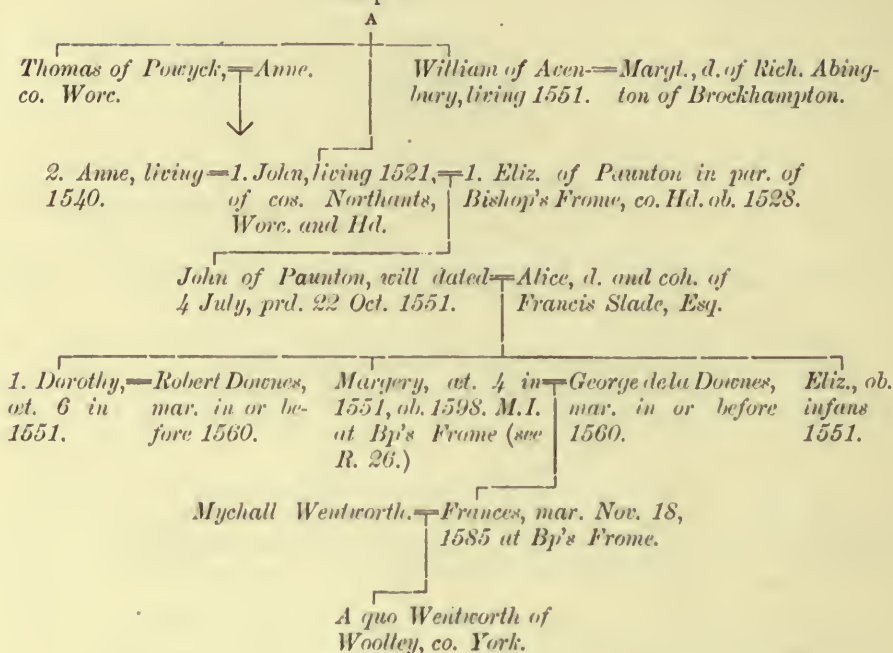 A
Thomas of Powyck,=Anne.
co. Worc.
William of Aven-=Margt., d. of Rich. Abing-
bury, living 1551. ton of Brockhampton.
2. Anne, living=1. John, living 1521,=1. Eliz. of Paunton in par. of
1540. of cos. Northants, Bishop's Frome, co. Hd. ob. 1528.
Worc. and Hd.
John of Paunton, will dated=Alice, d. and coh. of
4 July, prd. 22 Oct. 1551. Francis Slade, Esq.
1. Dorothy,=Robert Downes,
æt. 6 in mar. in or be-
1551. fore 1560.
Margery, æt. 4 in=George dela Downes,
1551, ob. 1598. M.I. mar. in or before
at Bp's Frome (see 1560.
R. 26.)
Eliz., ob.
infans
1551.
Mychall Wentworth.=Frances, mar. Nov. 18,
1585 at Bp's Frome.
A quo Wentworth of
Woolley, co. York.